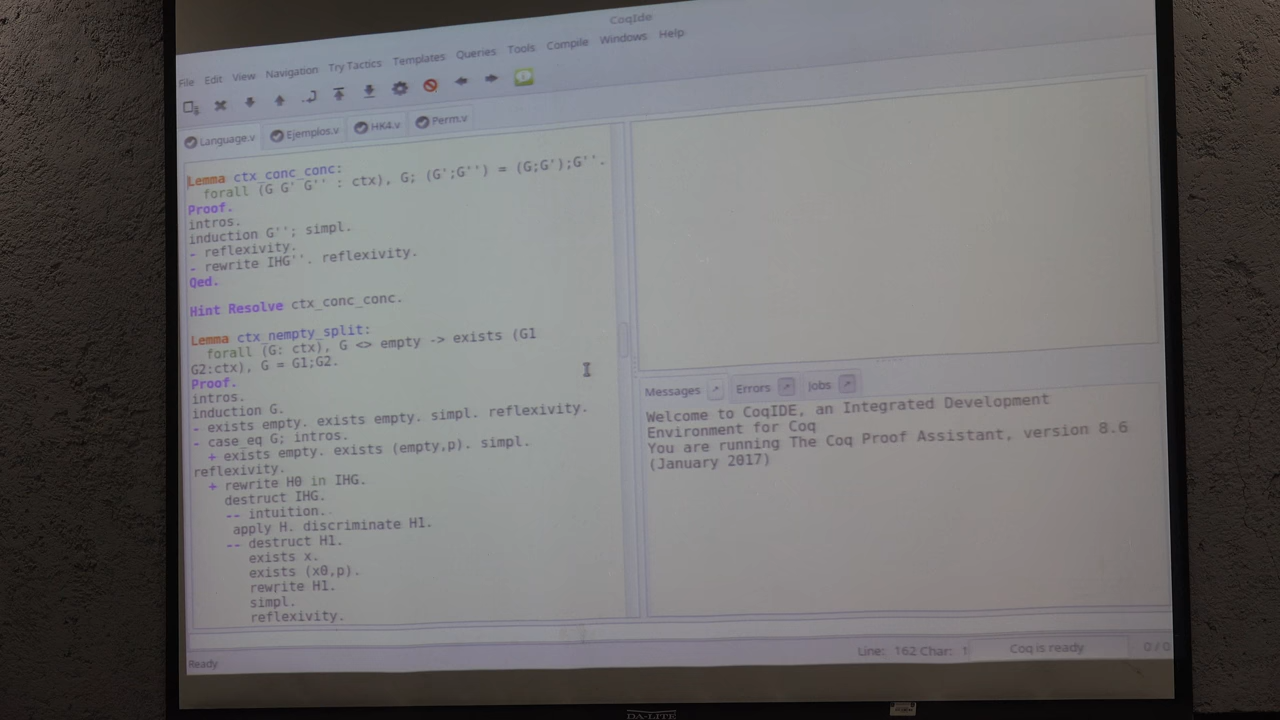 CoqIde
File Edit View Navigation Try Tactics Templates Queries Tools Compile Windows Help
Language.v Ejemplos.v HK4.v Perm.v
Lemma ctx_conc_conc:
forall (G G' G'' : ctx), G; (G';G'') = (G;G');G''.
Proof.
intros.
induction G''; simpl.
- reflexivity.
- rewrite IHG''. reflexivity.
Qed.
Hint Resolve ctx_conc_conc.
Lemma ctx_nempty_split:
forall (G: ctx), G <> empty -> exists (G1
G2:ctx), G = G1;G2.
Proof.
intros.
induction G.
- exists empty. exists empty. simpl. reflexivity.
- case_eq G; intros.
+ exists empty. exists (empty,p). simpl.
reflexivity.
+ rewrite H0 in IHG.
destruct IHG.
-- intuition.
apply H. discriminate H1.
-- destruct H1.
exists x.
exists (x0,p).
rewrite H1.
simpl.
reflexivity.
Messages Errors Jobs
Welcome to CoqIDE, an Integrated Development
Environment for Coq
You are running The Coq Proof Assistant, version 8.6
(January 2017)
Ready
Line: 162 Char: 1
Coq is ready
0 / 0
DA-LITE